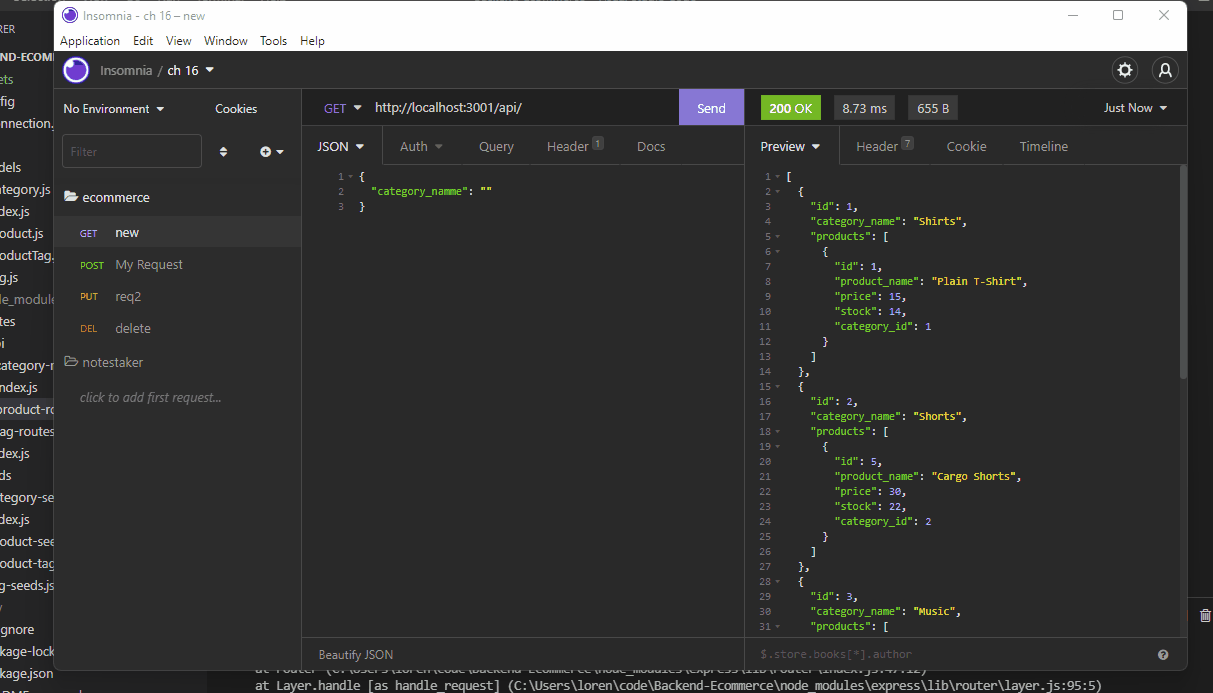 Insomnia - ch 16 – new
Application Edit View Window Tools Help
Insomnia / ch 16
No Environment Cookies
Filter
ecommerce
GET new
POST My Request
PUT req2
DEL delete
notestaker
click to add first request...
GET http://localhost:3001/api/ Send
JSON Auth Query Header 1 Docs
1 {
2 "category_namme": ""
3 }
Beautify JSON
200 OK 8.73 ms 655 B Just Now
Preview Header 7 Cookie Timeline
1 [
2 {
3 "id": 1,
4 "category_name": "Shirts",
5 "products": [
6 {
7 "id": 1,
8 "product_name": "Plain T-Shirt",
9 "price": 15,
10 "stock": 14,
11 "category_id": 1
12 }
13 ]
14 },
15 {
16 "id": 2,
17 "category_name": "Shorts",
18 "products": [
19 {
20 "id": 5,
21 "product_name": "Cargo Shorts",
22 "price": 30,
23 "stock": 22,
24 "category_id": 2
25 }
26 ]
27 },
28 {
29 "id": 3,
30 "category_name": "Music",
31 "products": [
$.store.books[*].author
RER
ND-ECOM
ets
fig
onnection.
dels
tegory.js
dex.js
oduct.js
oductTag.
g.js
de_module
tes
pi
category-r
ndex.js
product-ro
ag-routes
dex.js
ds
tegory-se
dex.js
oduct-see
oduct-tag
g-seeds.js
gnore
kage-lock
kage.json
at Layer.handle [as handle_request] (C:\Users\loren\code\Backend-Ecommerce\node_modules\express\lib\router\layer.js:95:5)